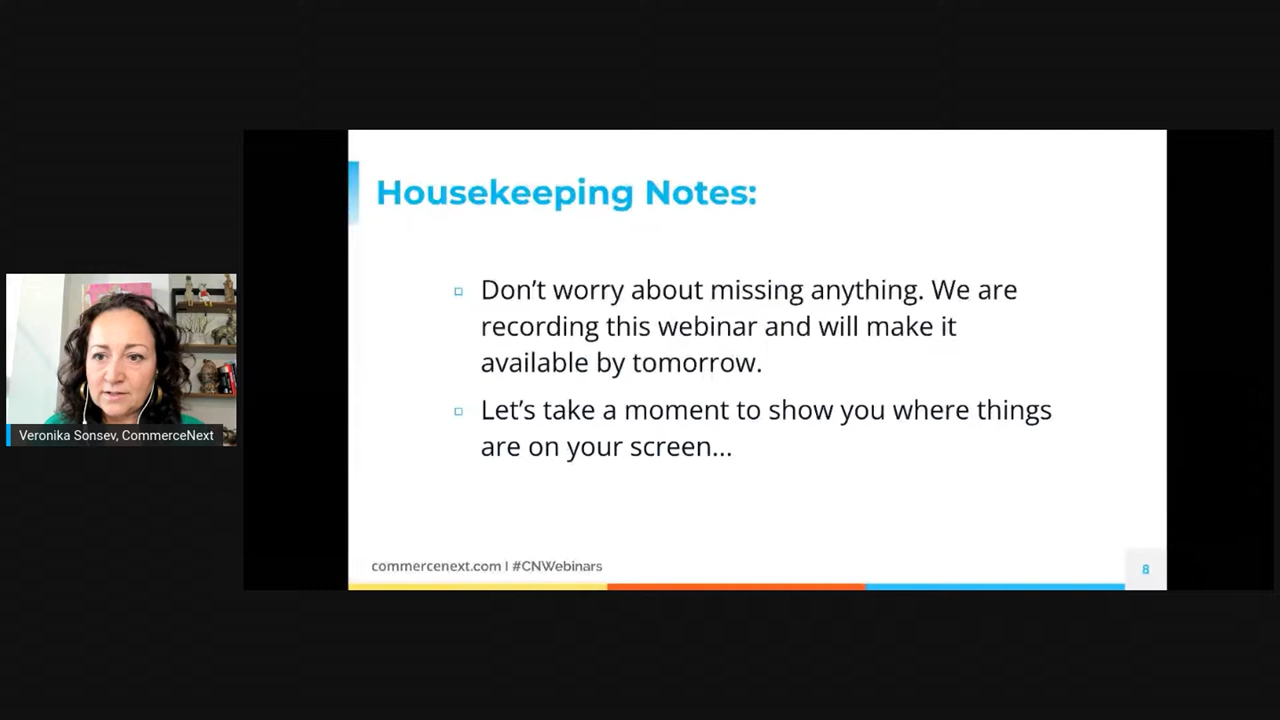 Housekeeping Notes:
Don't worry about missing anything. We are
recording this webinar and will make it
available by tomorrow.
Let's take a moment to show you where things
are on your screen...
Veronika Sonsev, CommerceNext
commercenext.com | #CNWebinars
8